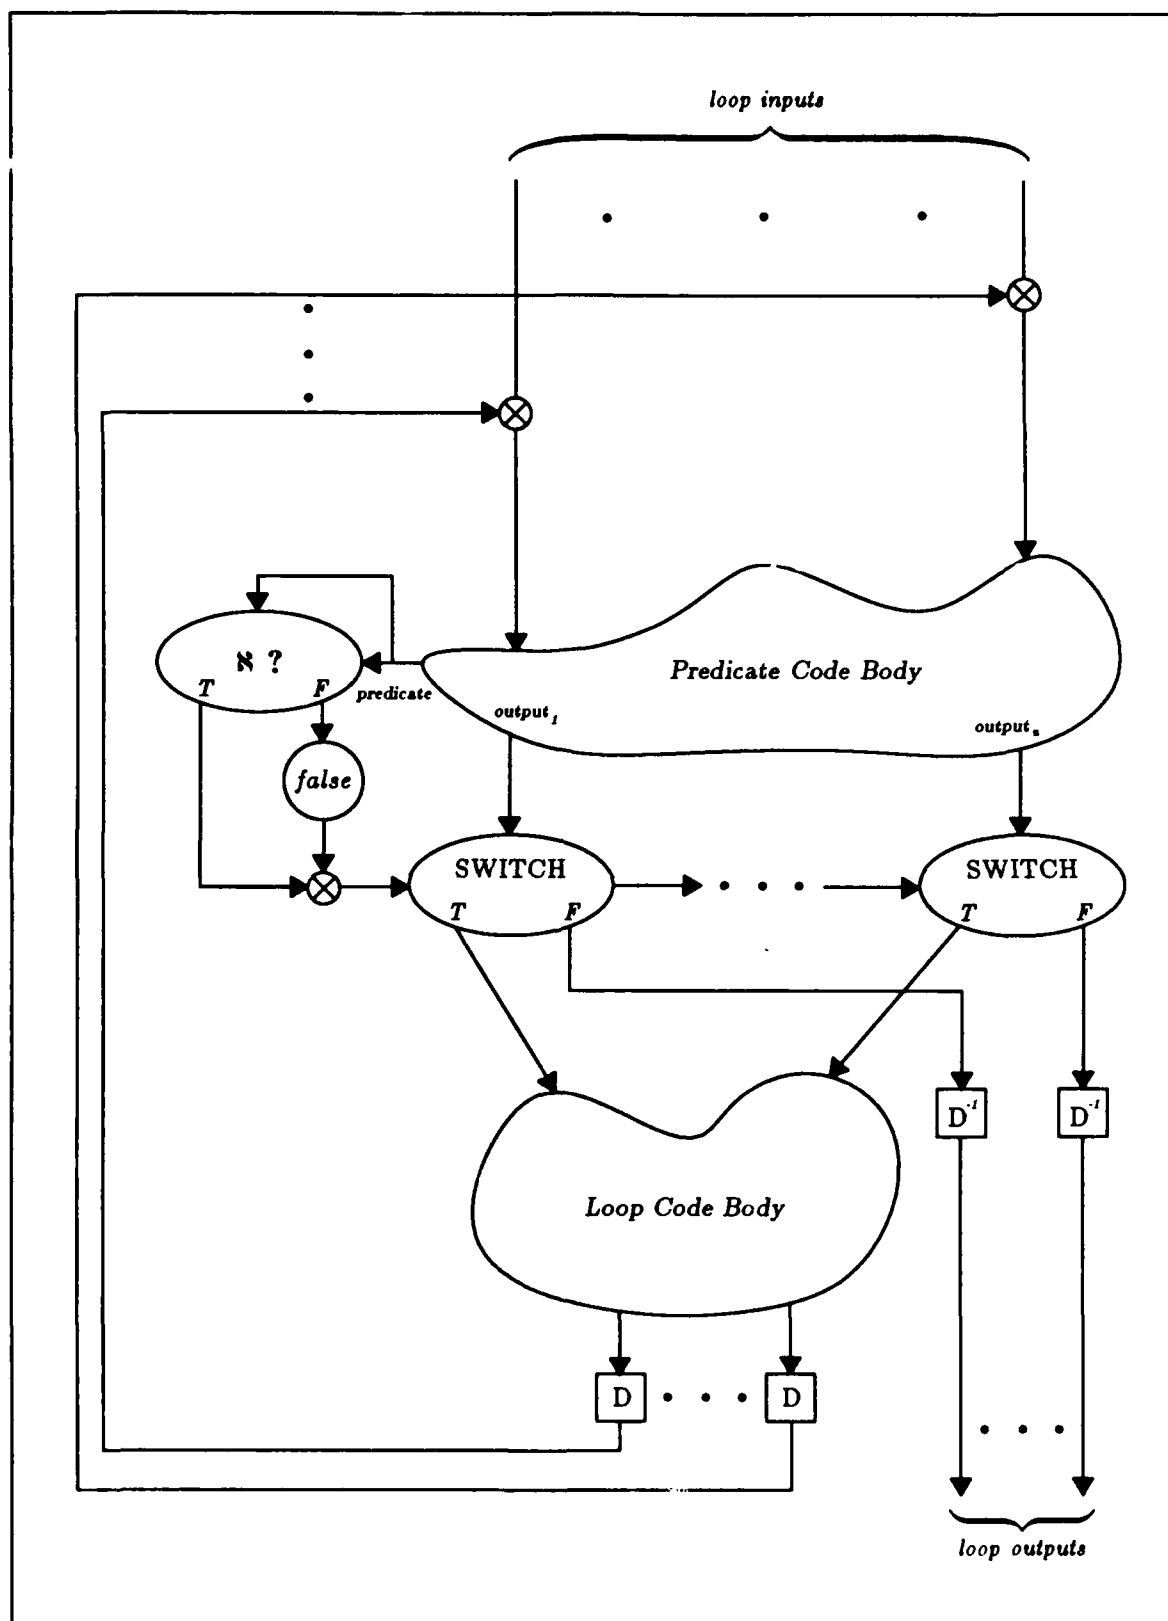 loop inputs
ℵ ?
T F
predicate
Predicate Code Body
output₁
outputₙ
false
SWITCH
T F
SWITCH
T F
D⁻¹
D⁻¹
Loop Code Body
D
D
loop outputs